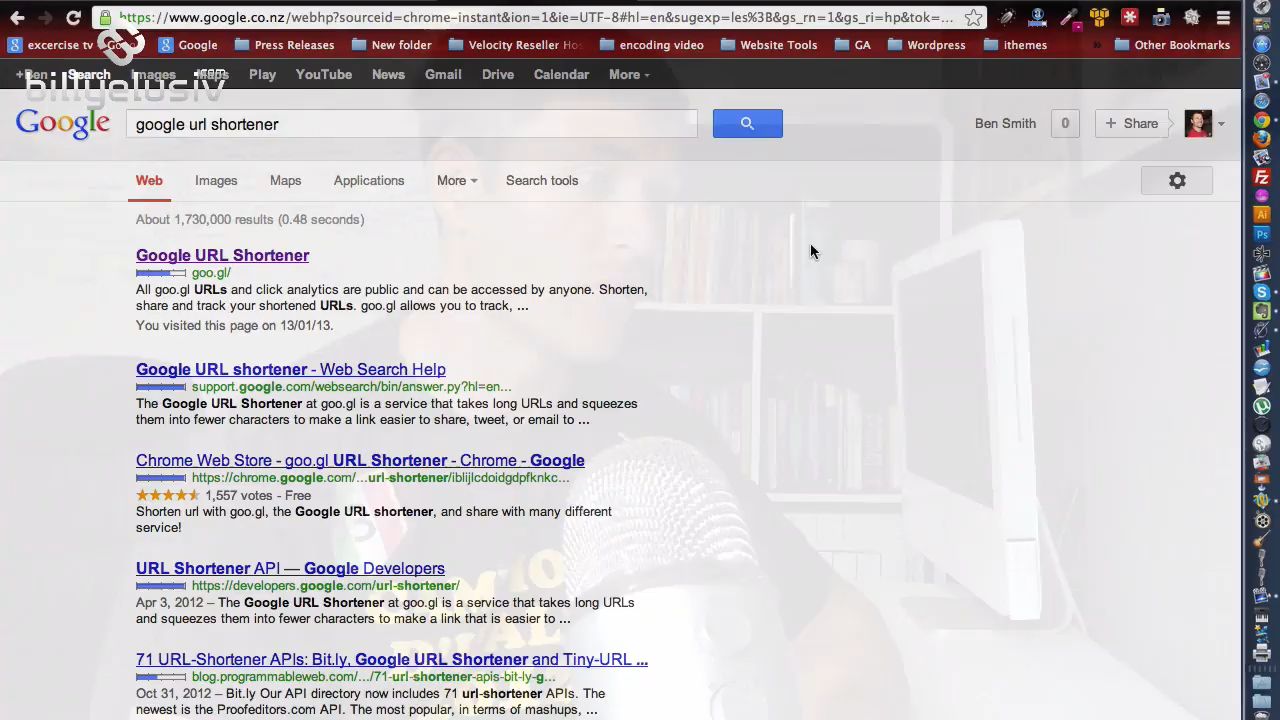 https://www.google.co.nz/webhp?sourceid=chrome-instant&ion=1&ie=UTF-8#hl=en&sugexp=les%3B&gs_rn=1&gs_ri=hp&tok=...
excercise tv Goo Google Press Releases New folder Velocity Reseller Hos encoding video Website Tools GA Wordpress ithemes » Other Bookmarks
+Ben Search Images Maps Play YouTube News Gmail Drive Calendar More
billyelusiv
Google google url shortener Ben Smith 0 + Share
Web Images Maps Applications More Search tools
About 1,730,000 results (0.48 seconds)
Google URL Shortener
goo.gl/
All goo.gl URLs and click analytics are public and can be accessed by anyone. Shorten,
share and track your shortened URLs. goo.gl allows you to track, ...
You visited this page on 13/01/13.
Google URL shortener - Web Search Help
support.google.com/websearch/bin/answer.py?hl=en...
The Google URL Shortener at goo.gl is a service that takes long URLs and squeezes
them into fewer characters to make a link easier to share, tweet, or email to ...
Chrome Web Store - goo.gl URL Shortener - Chrome - Google
https://chrome.google.com/...url-shortener/iblijlcdoidgdpfknkc...
1,557 votes - Free
Shorten url with goo.gl, the Google URL shortener, and share with many different
service!
URL Shortener API — Google Developers
https://developers.google.com/url-shortener/
Apr 3, 2012 – The Google URL Shortener at goo.gl is a service that takes long URLs
and squeezes them into fewer characters to make a link that is easier to ...
71 URL-Shortener APIs: Bit.ly, Google URL Shortener and Tiny-URL ...
blog.programmableweb.com/.../71-url-shortener-apis-bit-ly-g...
Oct 31, 2012 – Bit.ly Our API directory now includes 71 url-shortener APIs. The
newest is the Proofeditors.com API. The most popular, in terms of mashups, ...
Fz
Ai
Ps